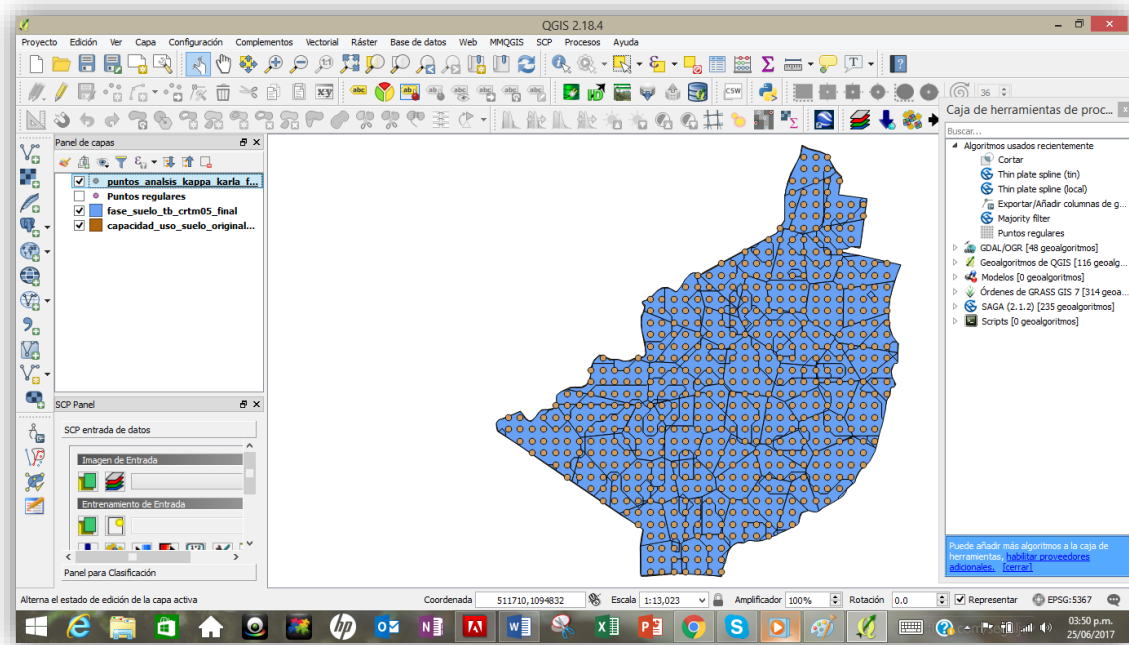 QGIS 2.18.4
Proyecto Edición Ver Capa Configuración Complementos Vectorial Ráster Base de datos Web MMQGIS SCP Procesos Ayuda
CSW
36
Panel de capas
puntos_analsis_kappa_karla_f...
Puntos regulares
fase_suelo_tb_crtm05_final
capacidad_uso_suelo_original...
SCP Panel
SCP entrada de datos
Imagen de Entrada
Entrenamiento de Entrada
Panel para Clasificación
Caja de herramientas de proc...
Buscar...
Algoritmos usados recientemente
Cortar
Thin plate spline (tin)
Thin plate spline (local)
Exportar/Añadir columnas de g...
Majority filter
Puntos regulares
GDAL/OGR [48 geoalgoritmos]
Geoalgoritmos de QGIS [116 geoalg...
Modelos [0 geoalgoritmos]
Órdenes de GRASS GIS 7 [314 geoa...
SAGA (2.1.2) [235 geoalgoritmos]
Scripts [0 geoalgoritmos]
Puede añadir más algoritmos a la caja de
herramientas, habilitar proveedores
adicionales. [cerrar]
Alterna el estado de edición de la capa activa
Coordenada 511710,1094832 Escala 1:13,023 Amplificador 100% Rotación 0.0 Representar EPSG:5367
03:50 p.m.
25/06/2017